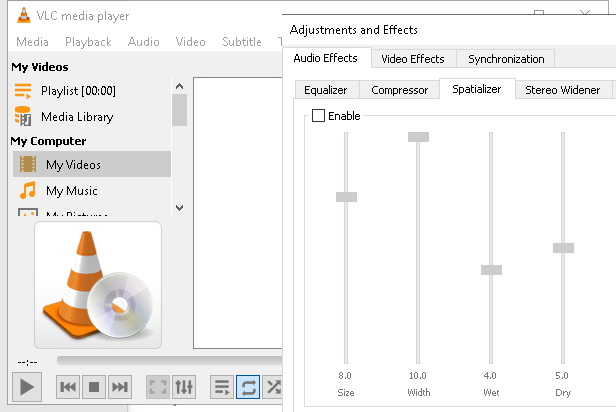 VLC media player
Media Playback Audio Video Subtitle
My Videos
Playlist [00:00]
Media Library
My Computer
My Videos
My Music
My Pictures
--:--
Adjustments and Effects
Audio Effects Video Effects Synchronization
Equalizer Compressor Spatializer Stereo Widener
Enable
8.0 10.0 4.0 5.0
Size Width Wet Dry